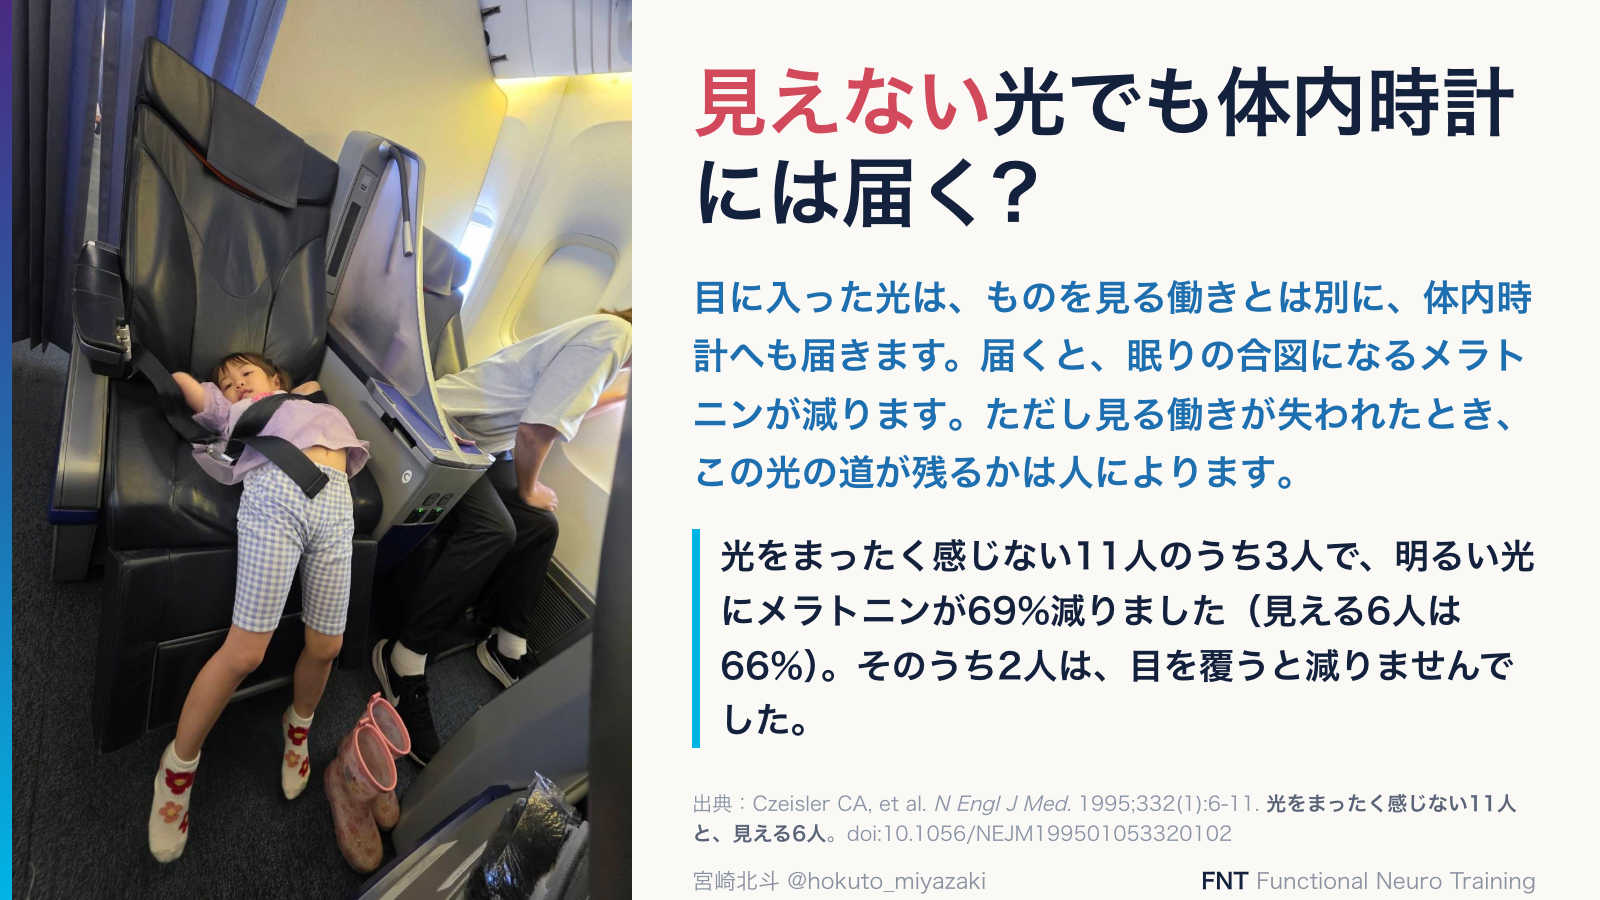 見えない光でも体内時計
には届く?
目に入った光は、ものを見る働きとは別に、体内時
計へも届きます。届くと、眠りの合図になるメラト
ニンが減ります。ただし見る働きが失われたとき、
この光の道が残るかは人によります。
光をまったく感じない11人のうち3人で、明るい光
にメラトニンが69%減りました（見える6人は
66%）。そのうち2人は、目を覆うと減りませんで
した。
出典：Czeisler CA, et al. N Engl J Med. 1995;332(1):6-11. 光をまったく感じない11人
と、見える6人。doi:10.1056/NEJM199501053320102
宮崎北斗 @hokuto_miyazaki
FNT Functional Neuro Training